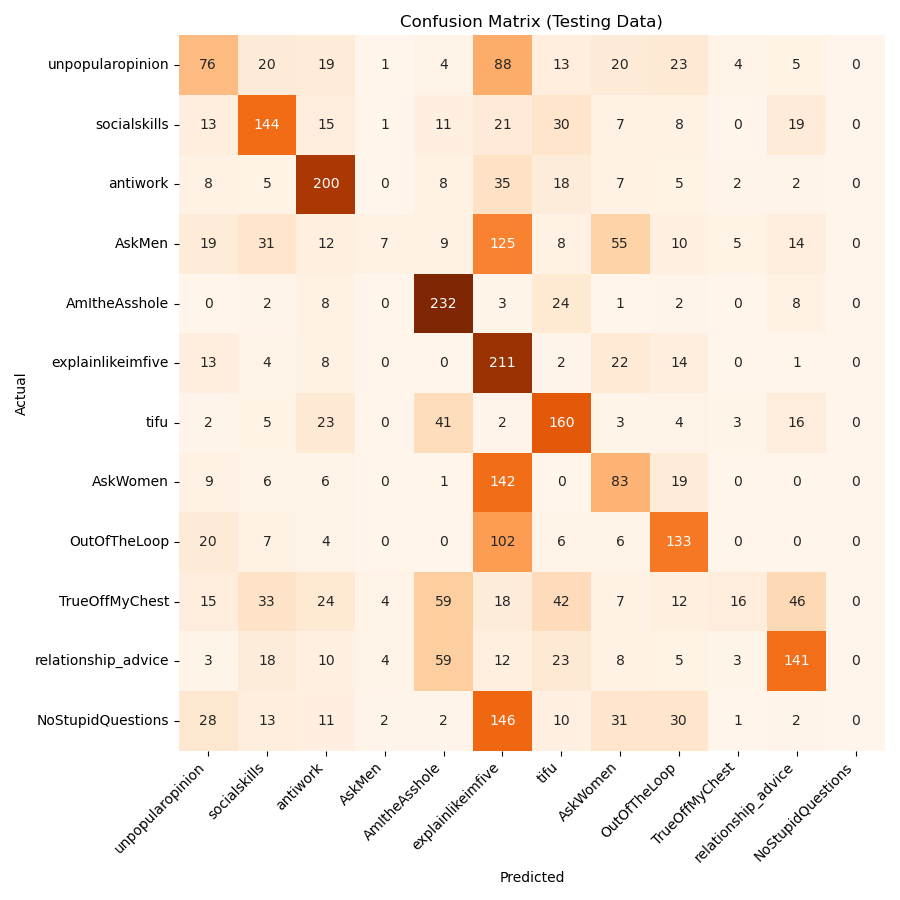 Confusion Matrix (Testing Data)
unpopularopinion 76 20 19 1 4 88 13 20 23 4 5 0
socialskills 13 144 15 1 11 21 30 7 8 0 19 0
antiwork 8 5 200 0 8 35 18 7 5 2 2 0
AskMen 19 31 12 7 9 125 8 55 10 5 14 0
AmItheAsshole 0 2 8 0 232 3 24 1 2 0 8 0
explainlikeimfive 13 4 8 0 0 211 2 22 14 0 1 0
Actual
tifu 2 5 23 0 41 2 160 3 4 3 16 0
AskWomen 9 6 6 0 1 142 0 83 19 0 0 0
OutOfTheLoop 20 7 4 0 0 102 6 6 133 0 0 0
TrueOffMyChest 15 33 24 4 59 18 42 7 12 16 46 0
relationship_advice 3 18 10 4 59 12 23 8 5 3 141 0
NoStupidQuestions 28 13 11 2 2 146 10 31 30 1 2 0
unpopularopinion
socialskills
antiwork
AskMen
AmItheAsshole
explainlikeimfive
tifu
AskWomen
OutOfTheLoop
TrueOffMyChest
relationship_advice
NoStupidQuestions
Predicted